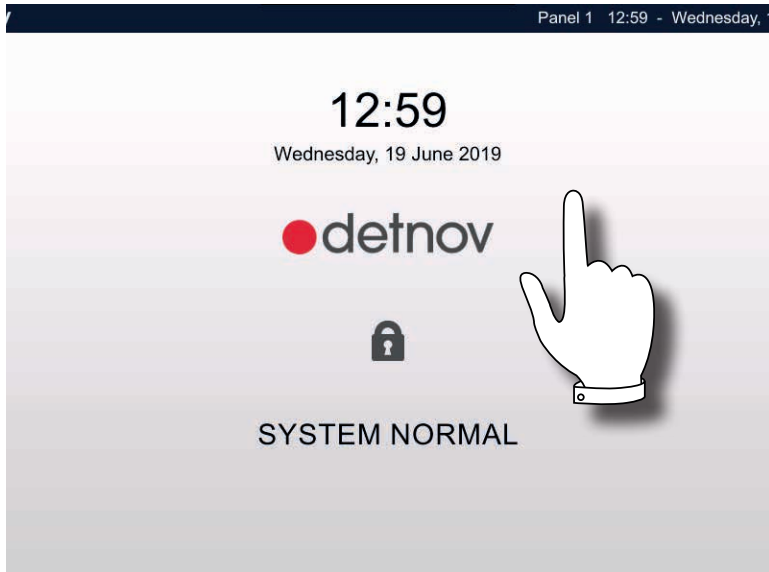 Panel 1 12:59 - Wednesday,
12:59
Wednesday, 19 June 2019
detnov
SYSTEM NORMAL